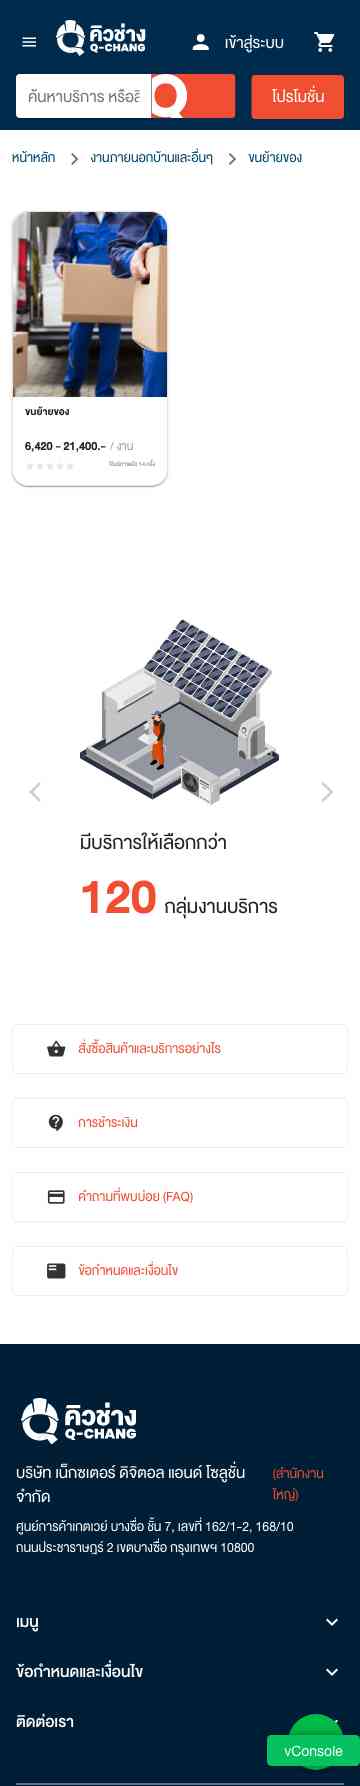 คิวช่าง
Q-CHANG
เข้าสู่ระบบ
ค้นหาบริการ หรือสิ
โปรโมชั่น
หน้าหลัก
งานภายนอกบ้านและอื่นๆ
ขนย้ายของ
ขนย้ายของ
6,420 - 21,400.- / งาน
มีบริการให้เลือกกว่า
120 กลุ่มงานบริการ
สั่งซื้อสินค้าและบริการอย่างไร
การชำระเงิน
คำถามที่พบบ่อย (FAQ)
ข้อกำหนดและเงื่อนไข
คิวช่าง
Q-CHANG
บริษัท เน็กซเตอร์ ดิจิตอล แอนด์ โซลูชั่น
จำกัด
(สำนักงาน
ใหญ่)
ศูนย์การค้าเกตเวย์ บางซื่อ ชั้น 7, เลขที่ 162/1-2, 168/10
ถนนประชาราษฎร์ 2 เขตบางซื่อ กรุงเทพฯ 10800
เมนู
ข้อกำหนดและเงื่อนไข
ติดต่อเรา
vConsole